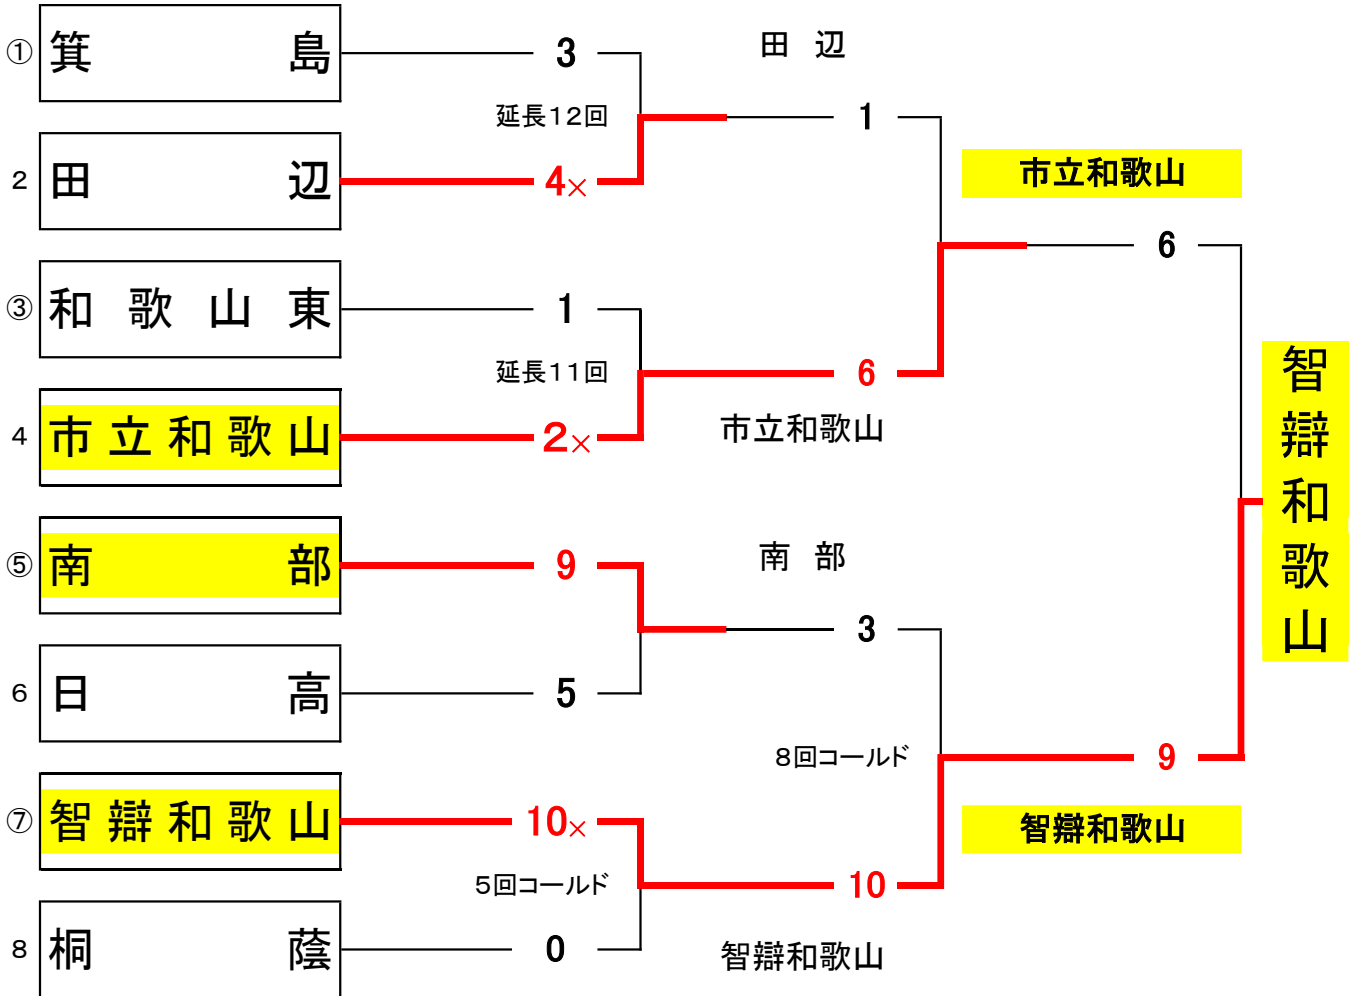 ① 箕島 3
田辺
延長12回
1
2 田辺 4×
市立和歌山
6
③ 和歌山東 1
延長11回
6
4 市立和歌山 2×
市立和歌山
智辯和歌山
⑤ 南部 9
南部
3
6 日高 5
8回コールド
9
⑦ 智辯和歌山 10×
智辯和歌山
5回コールド
10
8 桐蔭 0
智辯和歌山